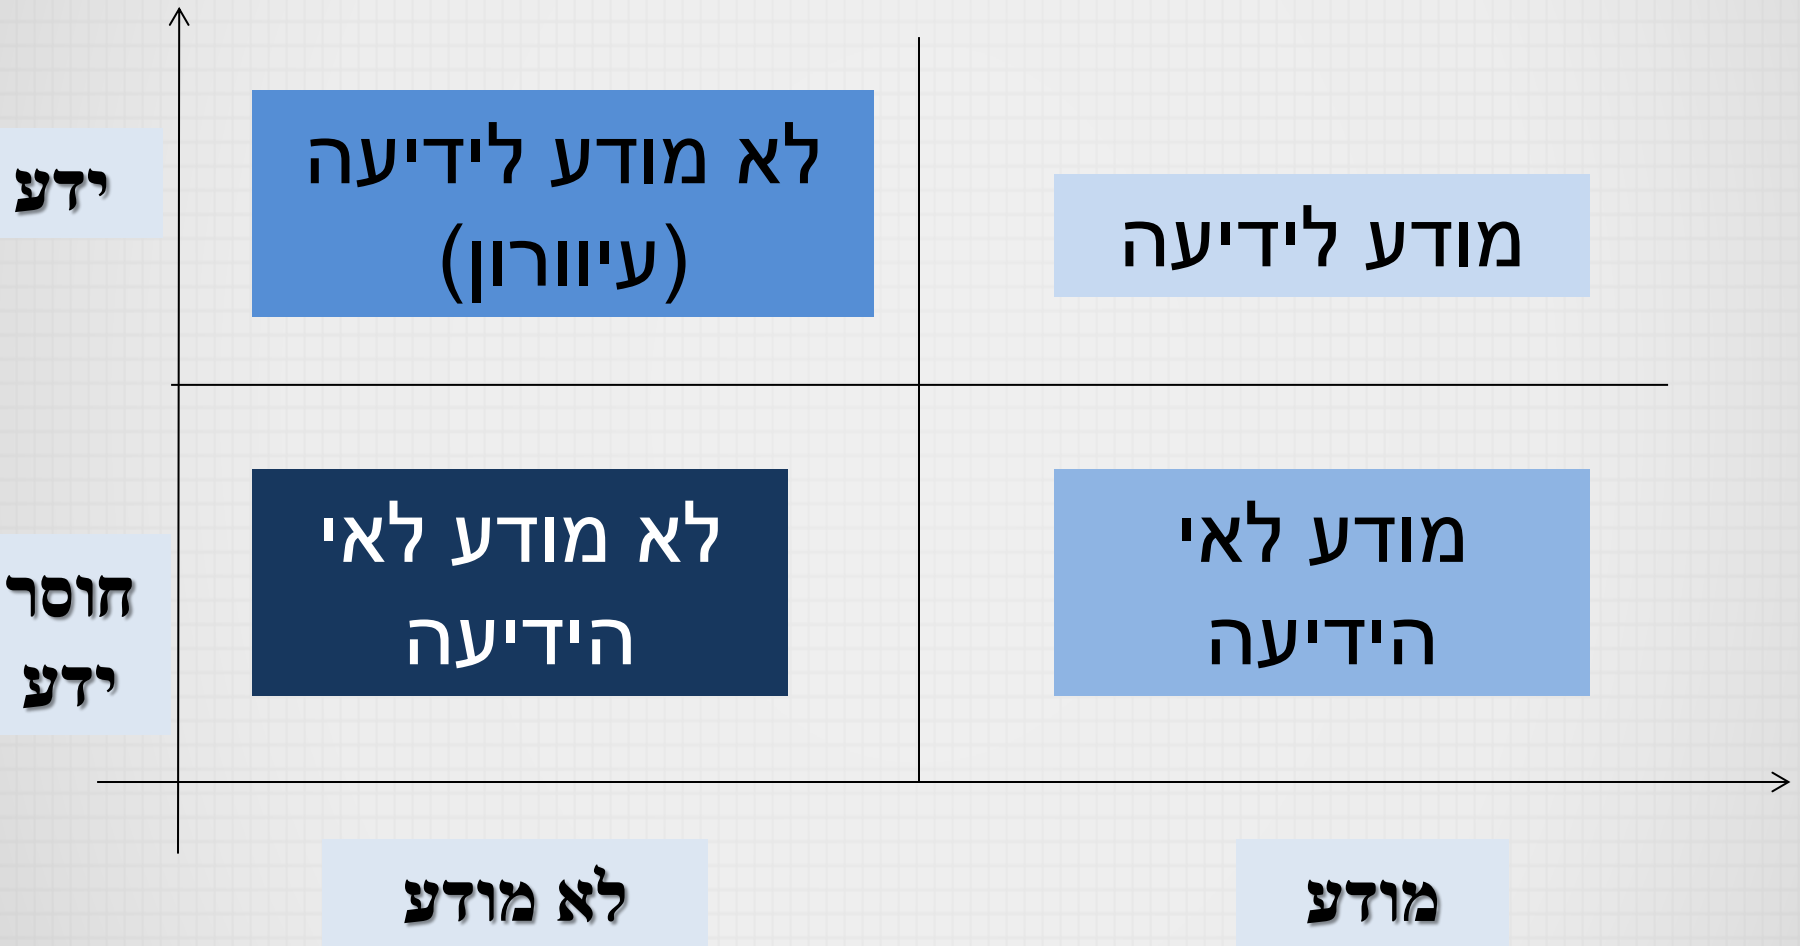 ידע
לא מודע לידיעה
(עיוורון)
מודע לידיעה
חוסר
ידע
לא מודע לאי
הידיעה
מודע לאי
הידיעה
לא מודע
מודע